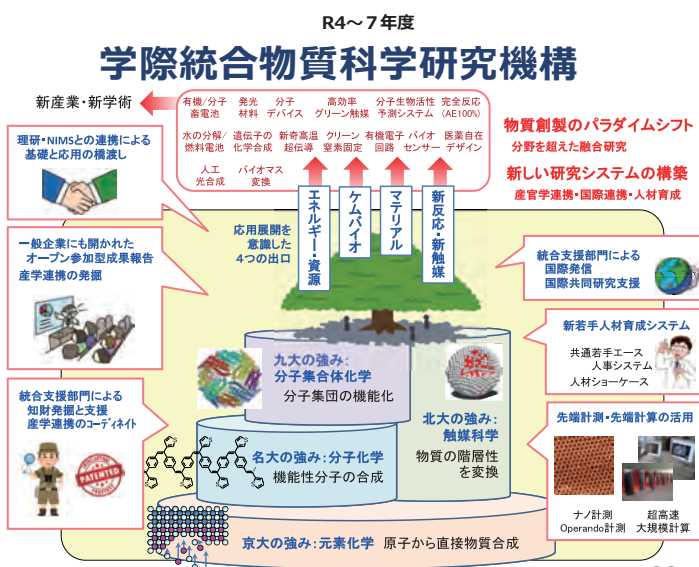 R4～７年度
学際統合物質科学研究機構
新産業・新学術
有機/分子 発光 分子 高効率 分子生物活性 完全反応
畜電池 材料 デバイス グリーン触媒 予測システム (AE100%)
水の分解/ 遺伝子の 新奇高温 クリーン 有機電子 バイオ 医薬自在
燃料電池 化学合成 超伝導 窒素固定 回路 センサー デザイン
人工 バイオマス
光合成 変換
物質創製のパラダイムシフト
分野を超えた融合研究
新しい研究システムの構築
産官学連携・国際連携・人材育成
理研・NIMSとの連携による
基礎と応用の橋渡し
一般企業にも開かれた
オープン参加型成果報告
産学連携の発掘
統合支援部門による
知財発掘と支援
産学連携のコーディネイト
PATENTED
応用展開を
意識した
４つの出口
エネルギー・資源
ケムバイオ
マテリアル
新反応・新触媒
九大の強み：
分子集合体化学
分子集団の機能化
北大の強み：
触媒科学
物質の階層性
を変換
名大の強み：分子化学
機能性分子の合成
京大の強み：元素化学 原子から直接物質合成
統合支援部門による
国際発信
国際共同研究支援
新若手人材育成システム
共通若手エース
人事システム
人材ショーケース
先端計測・先端計算の活用
ナノ計測 超高速
Operando計測 大規模計算